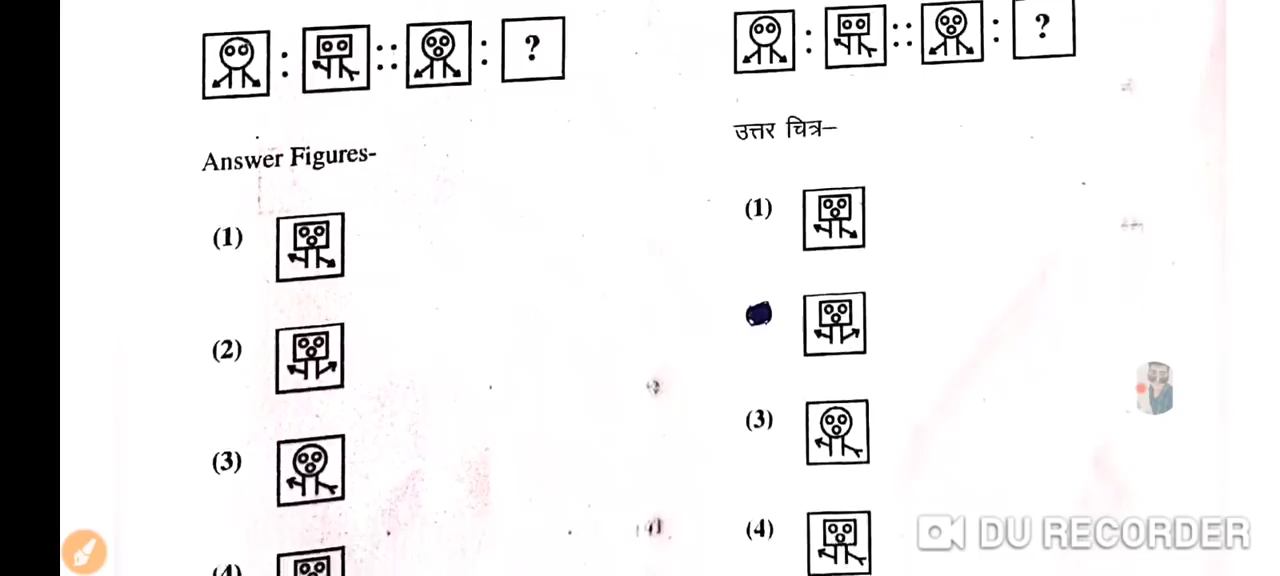 : :: : ?
Answer Figures-
(1)
(2)
(3)
(4)
: :: : ?
उत्तर चित्र–
(1)
(3)
(4)
DU RECORDER